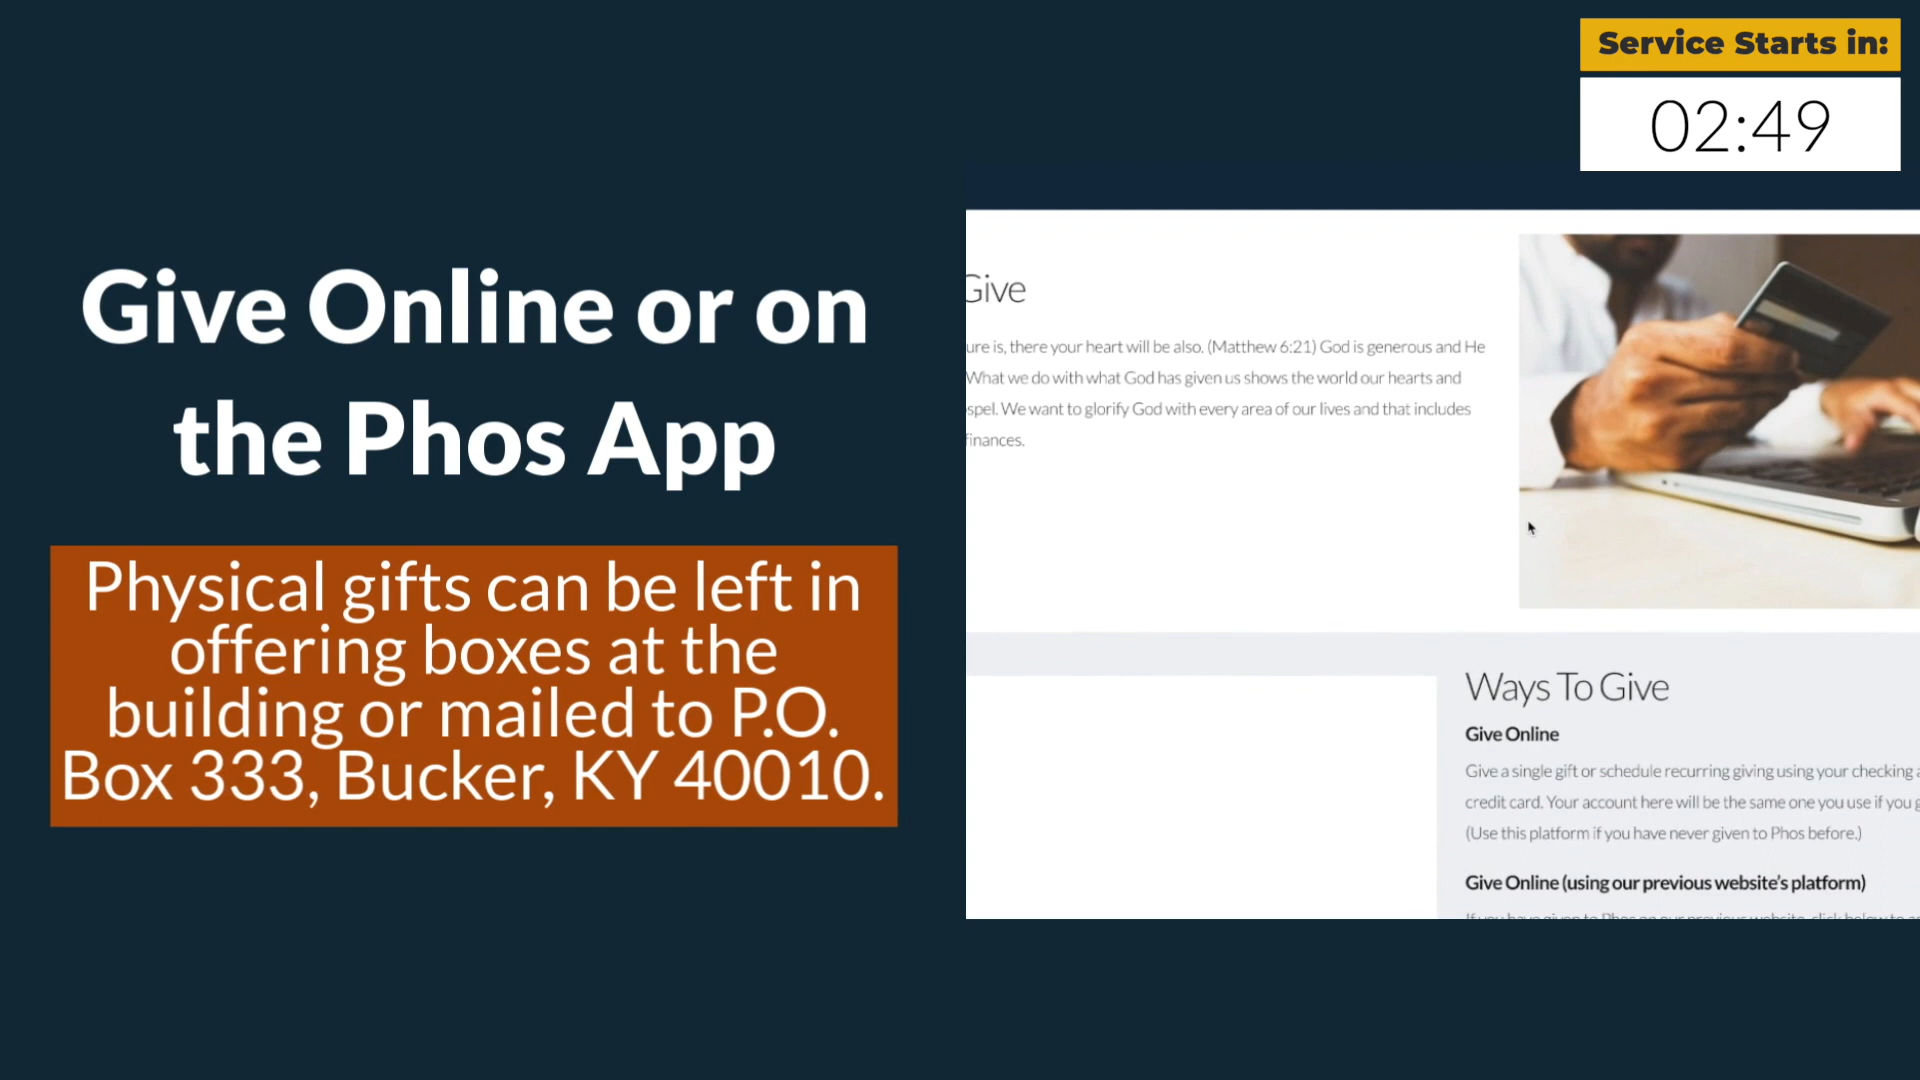 Service Starts in:
02:49
Give Online or on
the Phos App
Physical gifts can be left in
offering boxes at the
building or mailed to P.O.
Box 333, Bucker, KY 40010.
Give
is, there your heart will be also. (Matthew 6:21) God is generous and He
What we do with what God has given us shows the world our hearts and
We want to glorify God with every area of our lives and that includes
finances.
Ways To Give
Give Online
Give a single gift or schedule recurring giving using your checking
credit card. Your account here will be the same one you use if you
(Use this platform if you have never given to Phos before.)
Give Online (using our previous website's platform)